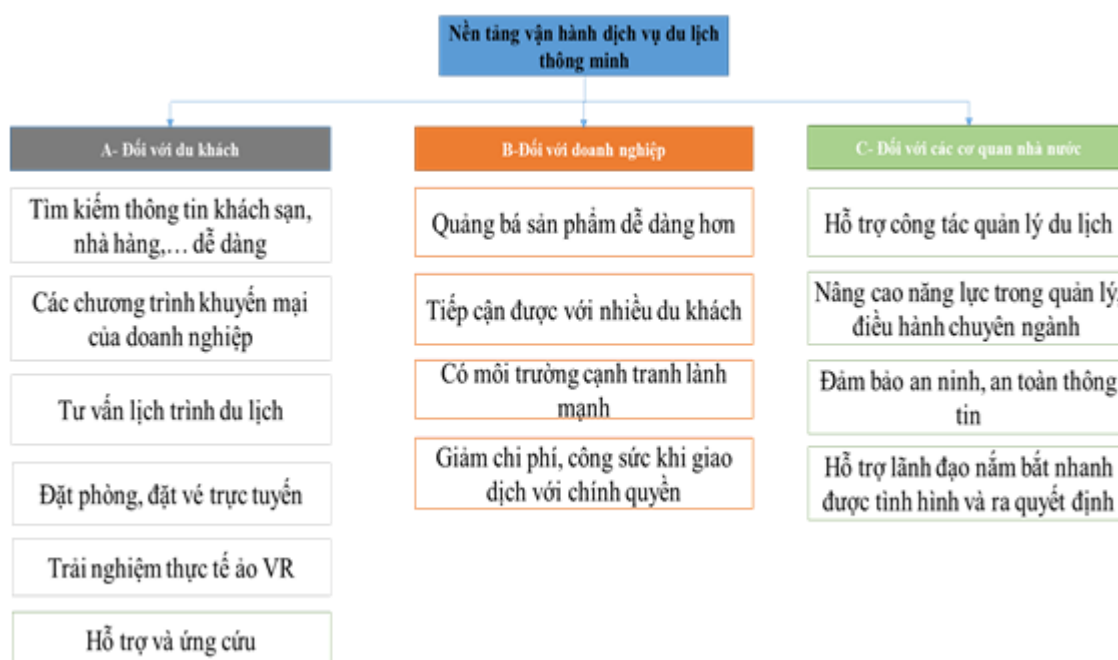 Nền tảng vận hành dịch vụ du lịch
thông minh
A- Đối với du khách
Tìm kiếm thông tin khách sạn,
nhà hàng,... dễ dàng
Các chương trình khuyến mại
của doanh nghiệp
Tư vấn lịch trình du lịch
Đặt phòng, đặt vé trực tuyến
Trải nghiệm thực tế ảo VR
Hỗ trợ và ứng cứu
B-Đối với doanh nghiệp
Quảng bá sản phẩm dễ dàng hơn
Tiếp cận được với nhiều du khách
Có môi trường cạnh tranh lành
mạnh
Giảm chi phí, công sức khi giao
dịch với chính quyền
C- Đối với các cơ quan nhà nước
Hỗ trợ công tác quản lý du lịch
Nâng cao năng lực trong quản lý,
điều hành chuyên ngành
Đảm bảo an ninh, an toàn thông
tin
Hỗ trợ lãnh đạo nắm bắt nhanh
được tình hình và ra quyết định